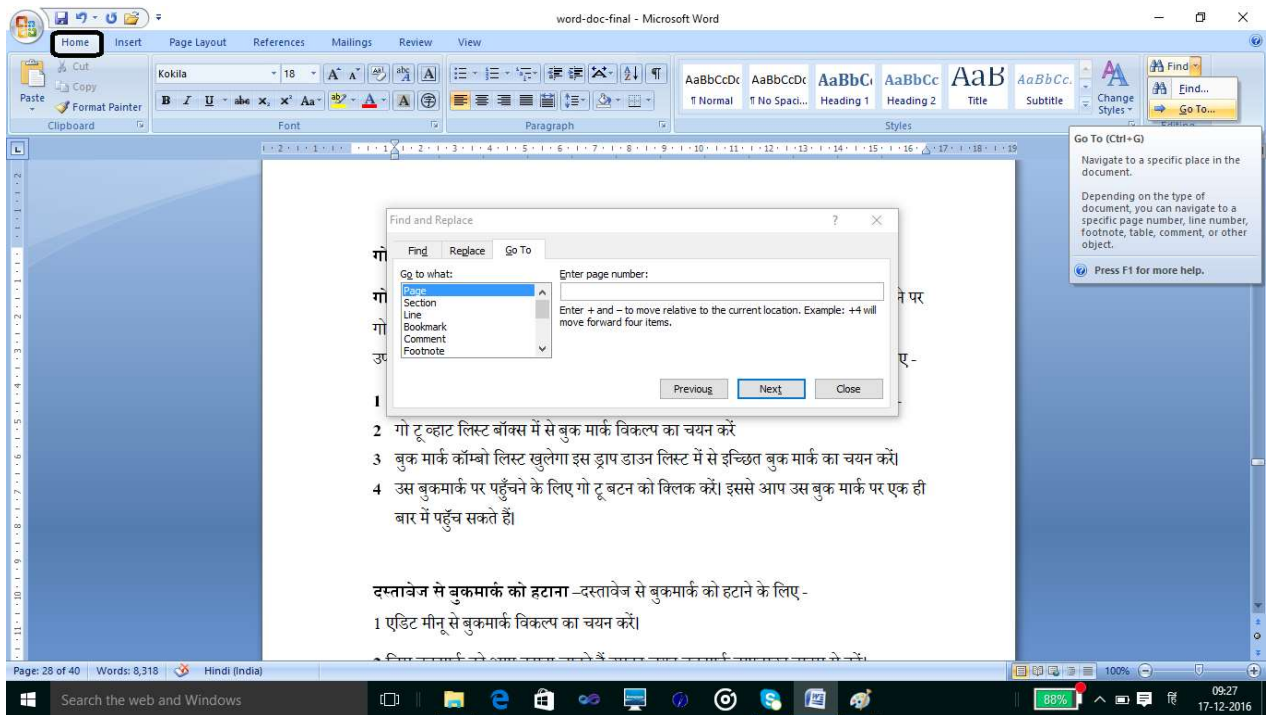 word-doc-final - Microsoft Word
Home Insert Page Layout References Mailings Review View
Paste
Cut
Copy
Format Painter
Clipboard
Kokila 18
Font
Paragraph
AaBbCcDc AaBbCcDc AaBbC AaBbCc AaB AaBbCc.
¶ Normal ¶ No Spaci... Heading 1 Heading 2 Title Subtitle
Change Styles
Styles
Find
Find...
Go To...
Editing
Go To (Ctrl+G)
Navigate to a specific place in the
document.
Depending on the type of
document, you can navigate to a
specific page number, line number,
footnote, table, comment, or other
object.
Press F1 for more help.
Find and Replace
Find Replace Go To
Go to what:
Page
Section
Line
Bookmark
Comment
Footnote
Enter page number:
Enter + and – to move relative to the current location. Example: +4 will
move forward four items.
Previous Next Close
पर
1
2 गो टू व्हाट लिस्ट बॉक्स में से बुक मार्क विकल्प का चयन करें
3 बुक मार्क कॉम्बो लिस्ट खुलेगा इस ड्राप डाउन लिस्ट में से इच्छित बुक मार्क का चयन करें|
4 उस बुकमार्क पर पहुँचने के लिए गो टू बटन को क्लिक करें| इससे आप उस बुक मार्क पर एक ही
बार में पहुँच सकते हैं|
दस्तावेज से बुकमार्क को हटाना –दस्तावेज से बुकमार्क को हटाने के लिए -
1 एडिट मीनू से बुकमार्क विकल्प का चयन करें|
Page: 28 of 40 Words: 8,318 Hindi (India) 100%
Search the web and Windows
88%
हिं
09:27
17-12-2016